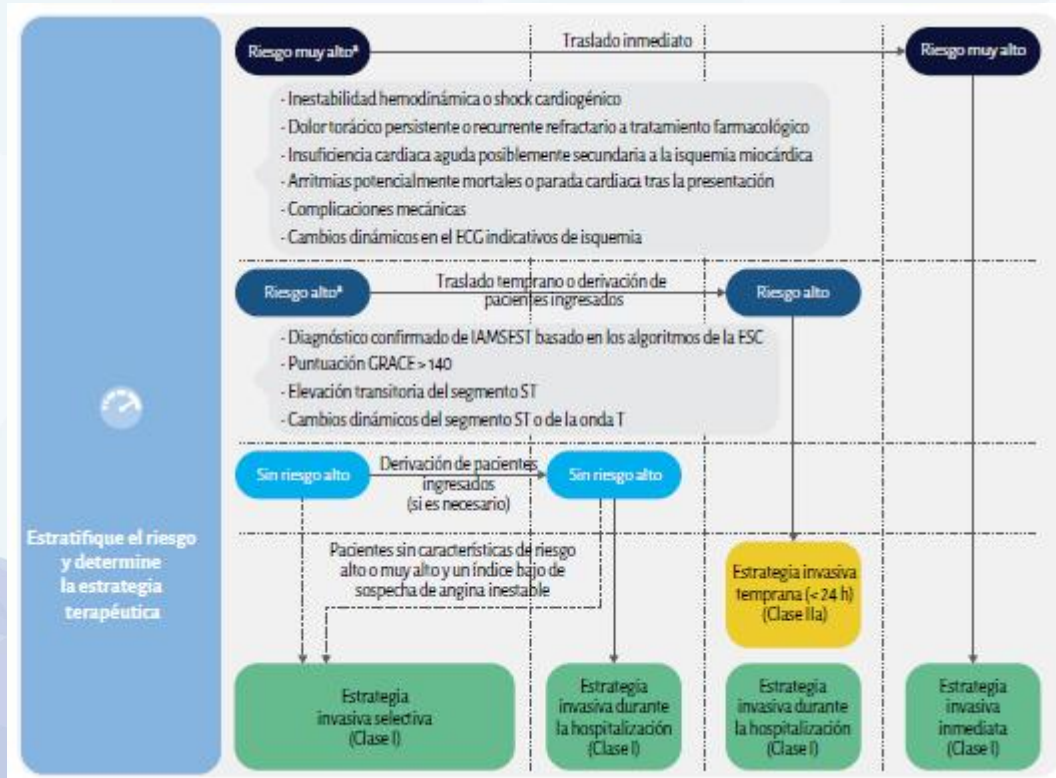 Riesgo muy altoª
Traslado inmediato
Riesgo muy alto
- Inestabilidad hemodinámica o shock cardiogénico
- Dolor torácico persistente o recurrente refractario a tratamiento farmacológico
- Insuficiencia cardiaca aguda posiblemente secundaria a la isquemia miocárdica
- Arritmias potencialmente mortales o parada cardiaca tras la presentación
- Complicaciones mecánicas
- Cambios dinámicos en el ECG indicativos de isquemia
Riesgo altoª
Traslado temprano o derivación de
pacientes ingresados
Riesgo alto
- Diagnóstico confirmado de IAMSEST basado en los algoritmos de la ESC
- Puntuación GRACE > 140
- Elevación transitoria del segmento ST
- Cambios dinámicos del segmento ST o de la onda T
Sin riesgo alto
Derivación de pacientes
ingresados
(si es necesario)
Sin riesgo alto
Estratifique el riesgo
y determine
la estrategia
terapéutica
Pacientes sin características de riesgo
alto o muy alto y un índice bajo de
sospecha de angina inestable
Estrategia invasiva
temprana (< 24 h)
(Clase IIa)
Estrategia
invasiva selectiva
(Clase I)
Estrategia
invasiva durante
la hospitalización
(Clase I)
Estrategia
invasiva durante
la hospitalización
(Clase I)
Estrategia
invasiva
inmediata
(Clase I)